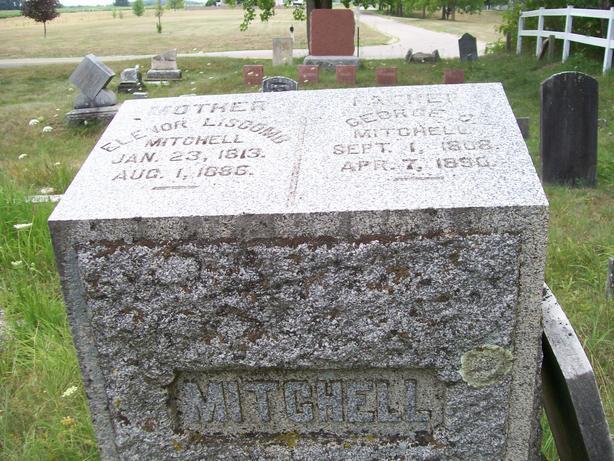 MOTHER
ELENOR LISCOMB
MITCHELL
JAN. 23, 1813.
AUG. 1, 1886.
FATHER
GEORGE
MITCHELL
SEPT. 1, 1808.
APR. 7, 1890.
MITCHELL